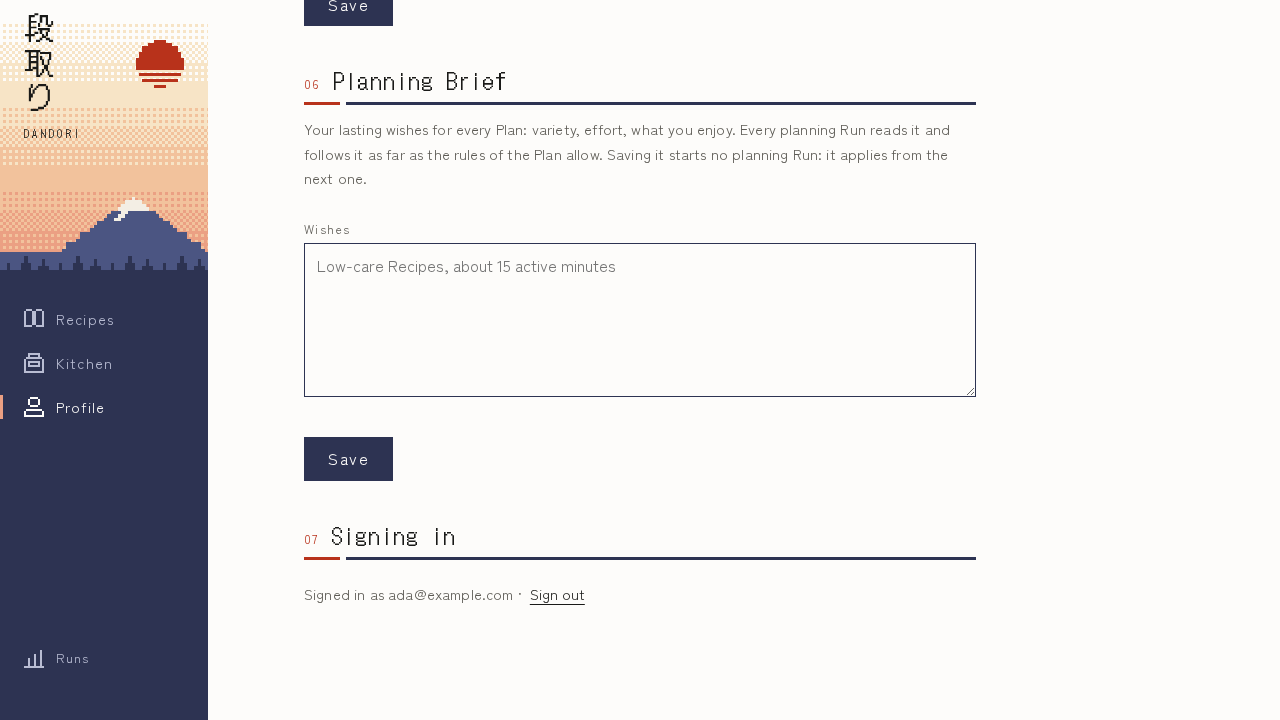 段取り
DANDORI
Recipes
Kitchen
Profile
Runs
Save
06 Planning Brief
Your lasting wishes for every Plan: variety, effort, what you enjoy. Every planning Run reads it and
follows it as far as the rules of the Plan allow. Saving it starts no planning Run: it applies from the
next one.
Wishes
Low-care Recipes, about 15 active minutes
Save
07 Signing in
Signed in as ada@example.com · Sign out